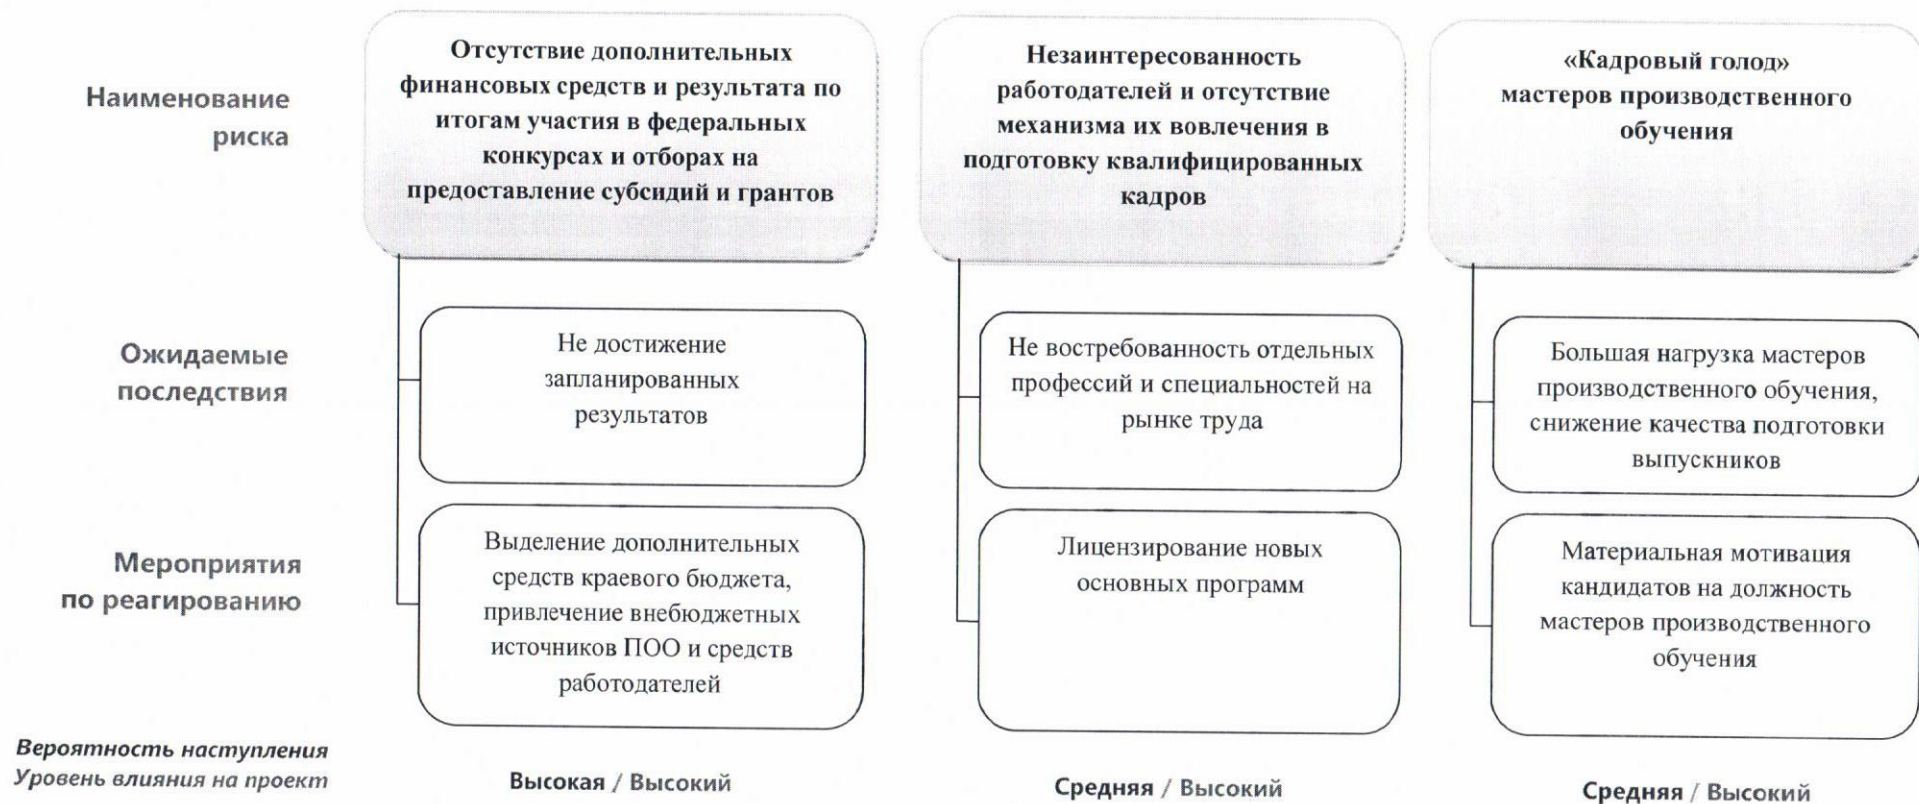 Наименование
риска
Отсутствие дополнительных
финансовых средств и результата по
итогам участия в федеральных
конкурсах и отборах на
предоставление субсидий и грантов
Незаинтересованность
работодателей и отсутствие
механизма их вовлечения в
подготовку квалифицированных
кадров
«Кадровый голод»
мастеров производственного
обучения
Ожидаемые
последствия
Не достижение
запланированных
результатов
Не востребованность отдельных
профессий и специальностей на
рынке труда
Большая нагрузка мастеров
производственного обучения,
снижение качества подготовки
выпускников
Мероприятия
по реагированию
Выделение дополнительных
средств краевого бюджета,
привлечение внебюджетных
источников ПОО и средств
работодателей
Лицензирование новых
основных программ
Материальная мотивация
кандидатов на должность
мастеров производственного
обучения
Вероятность наступления
Уровень влияния на проект
Высокая / Высокий
Средняя / Высокий
Средняя / Высокий